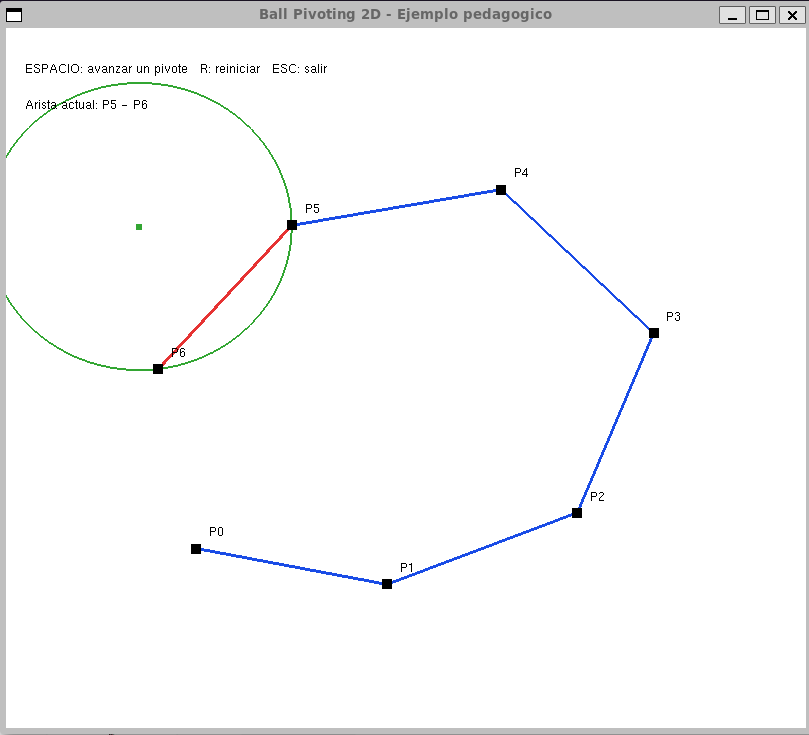 Ball Pivoting 2D - Ejemplo pedagogico
ESPACIO: avanzar un pivote R: reiniciar ESC: salir
Arista actual: P5 - P6
P4
P5
P3
P6
P2
P0
P1